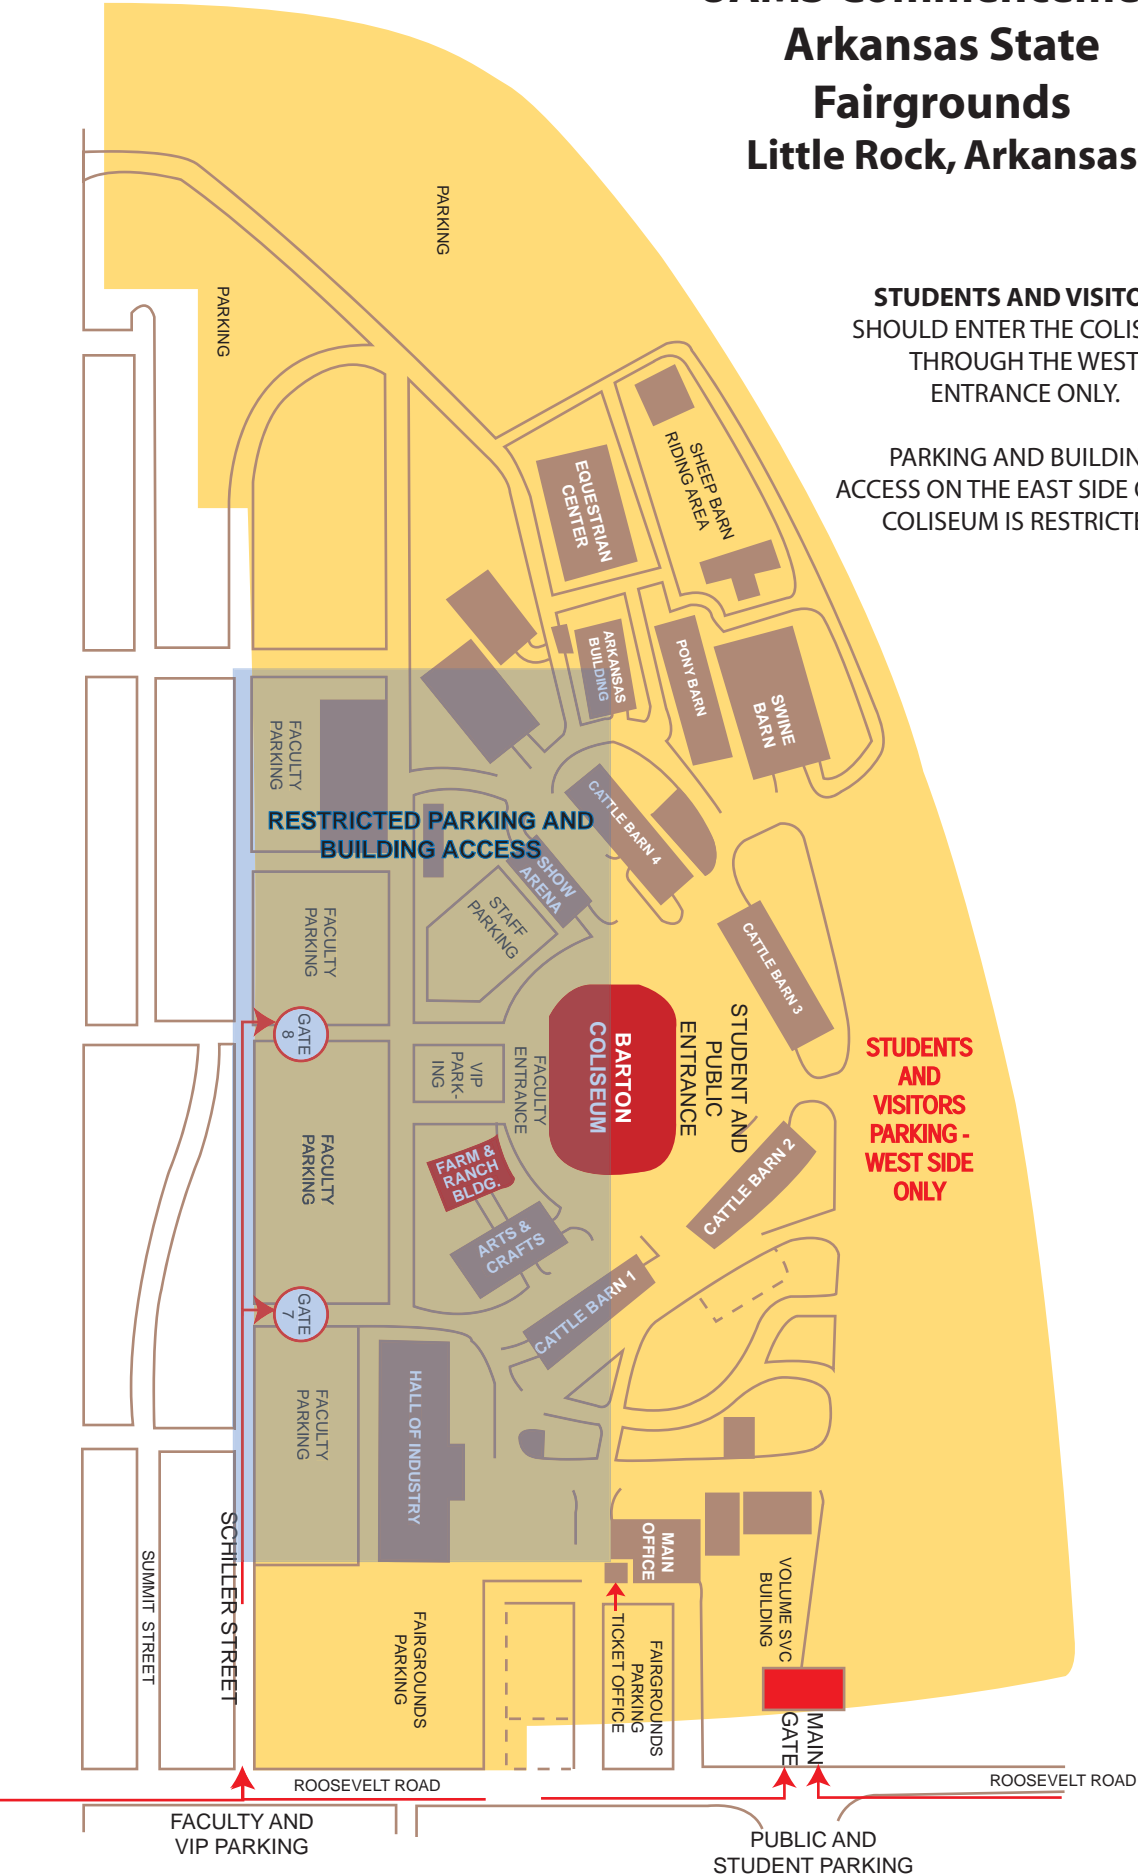 Arkansas State
Fairgrounds
Little Rock, Arkansas
STUDENTS AND VISITO
SHOULD ENTER THE COLIS
THROUGH THE WEST
ENTRANCE ONLY.
PARKING AND BUILDIN
ACCESS ON THE EAST SIDE
COLISEUM IS RESTRICTE
PARKING
PARKING
SHEEP BARN
RIDING AREA
EQUESTRIAN
CENTER
ARKANSAS
BUILDING
PONY BARN
SWINE
BARN
FACULTY
PARKING
RESTRICTED PARKING AND
BUILDING ACCESS
CATTLE BARN 4
SHOW
ARENA
STAFF
PARKING
FACULTY
PARKING
CATTLE BARN 3
GATE
8
VIP
PARK-
ING
FACULTY
ENTRANCE
BARTON
COLISEUM
STUDENT AND
PUBLIC
ENTRANCE
STUDENTS
AND
VISITORS
PARKING -
WEST SIDE
ONLY
FACULTY
PARKING
FARM &
RANCH
BLDG.
ARTS &
CRAFTS
CATTLE BARN 2
CATTLE BARN 1
GATE
7
FACULTY
PARKING
HALL OF INDUSTRY
MAIN
OFFICE
SCHILLER STREET
SUMMIT STREET
FAIRGROUNDS
PARKING
TICKET OFFICE
FAIRGROUNDS
PARKING
VOLUME SVC
BUILDING
MAIN
GATE
ROOSEVELT ROAD
ROOSEVELT ROAD
FACULTY AND
VIP PARKING
PUBLIC AND
STUDENT PARKING